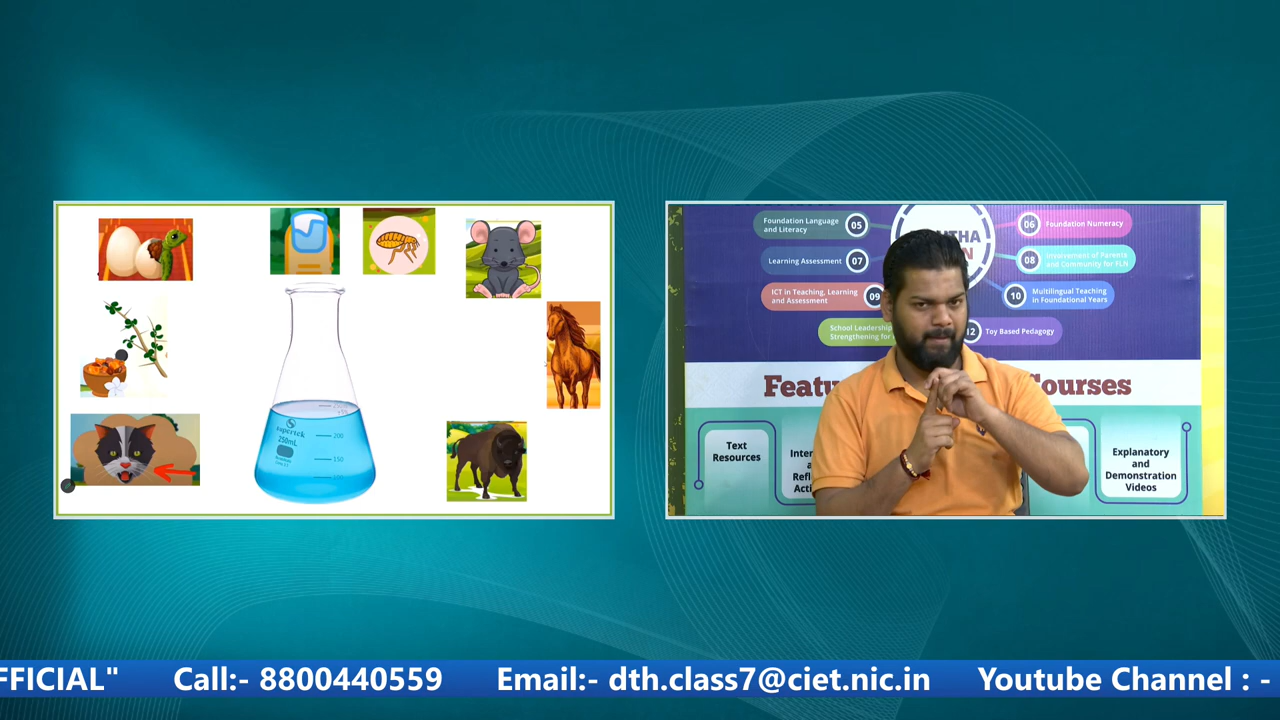 supertek
250mL
200
150
100
Foundation Language
and Literacy
05
06
Foundation Numeracy
Learning Assessment
07
08
Involvement of Parents
and Community for FLN
ICT in Teaching, Learning
and Assessment
09
10
Multilingual Teaching
in Foundational Years
School Leadership
Strengthening for
12
Toy Based Pedagogy
Text
Resources
Explanatory
and
Demonstration
Videos
FFICIAL" Call:- 8800440559 Email:- dth.class7@ciet.nic.in Youtube Channel : -